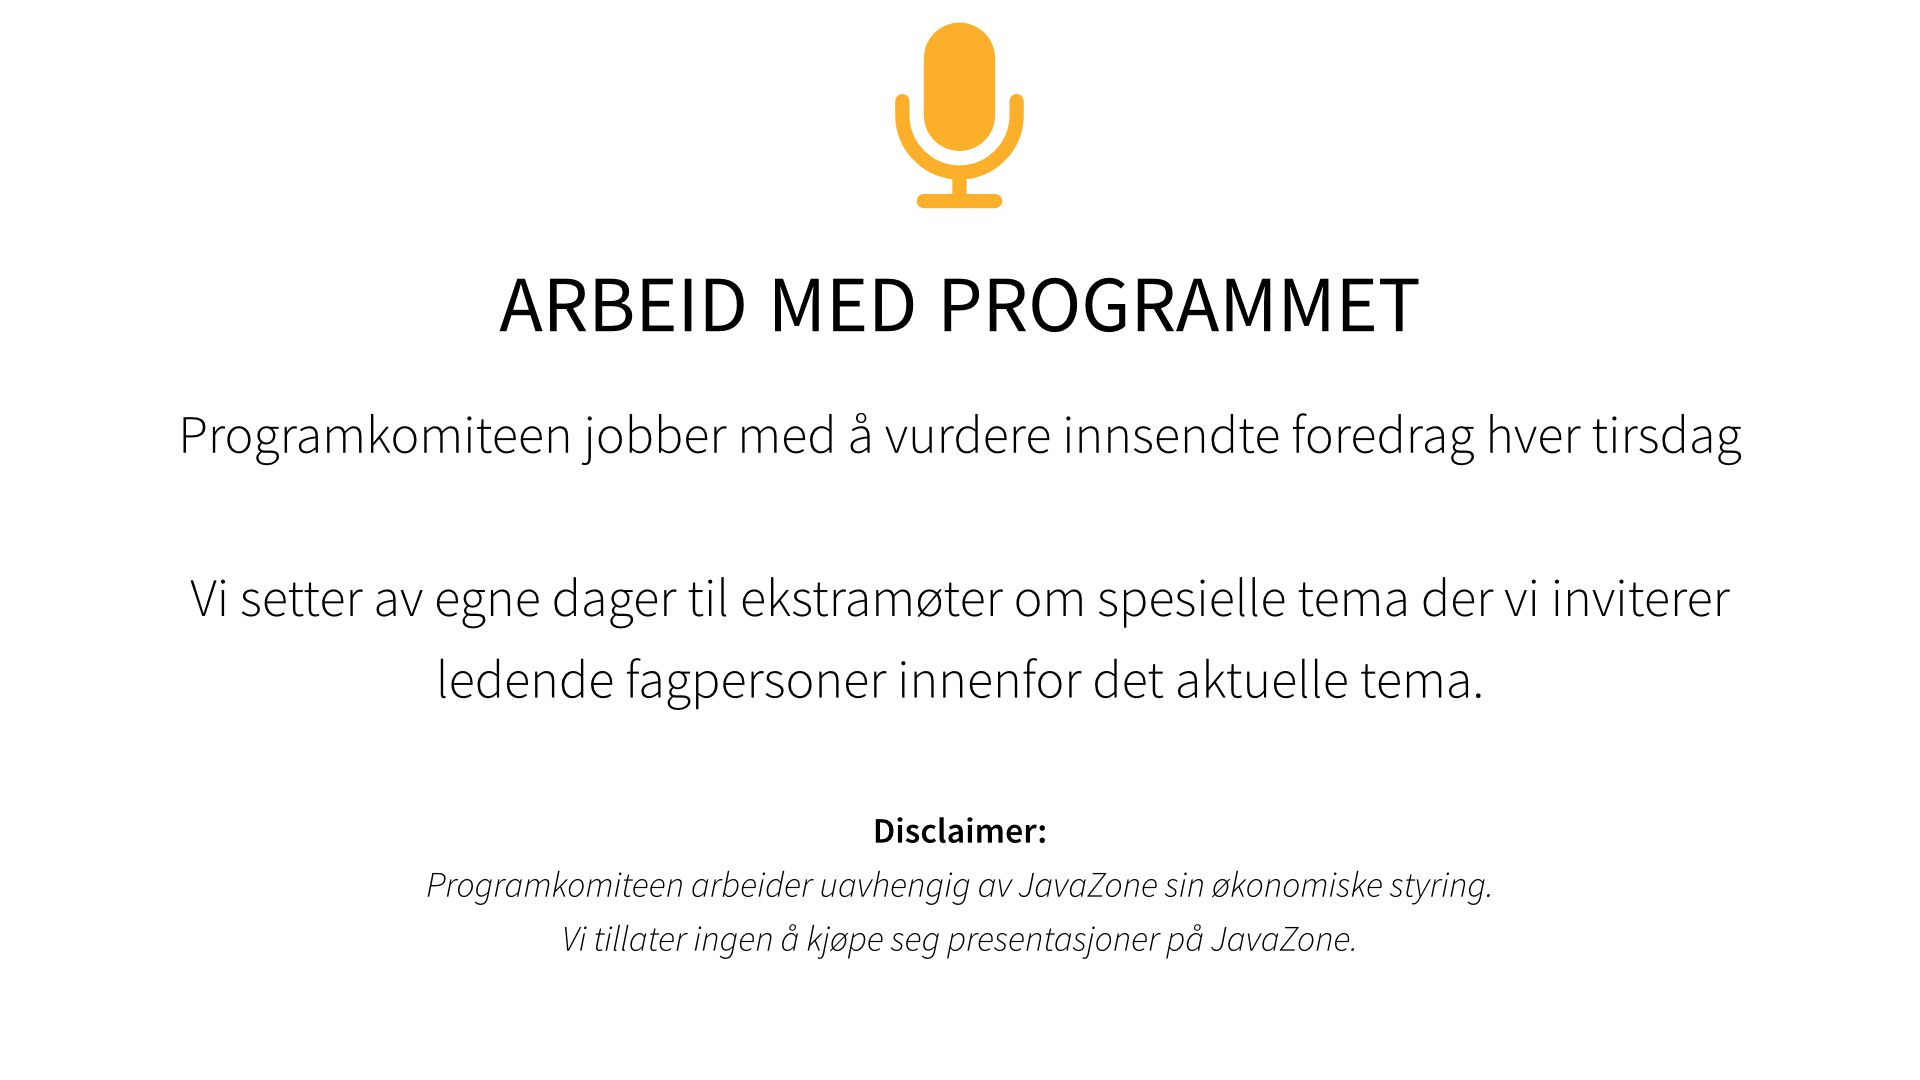 ARBEID MED PROGRAMMET
Programkomiteen jobber med å vurdere innsendte foredrag hver tirsdag
Vi setter av egne dager til ekstramøter om spesielle tema der vi inviterer
ledende fagpersoner innenfor det aktuelle tema.
Disclaimer:
Programkomiteen arbeider uavhengig av JavaZone sin økonomiske styring.
Vi tillater ingen å kjøpe seg presentasjoner på JavaZone.